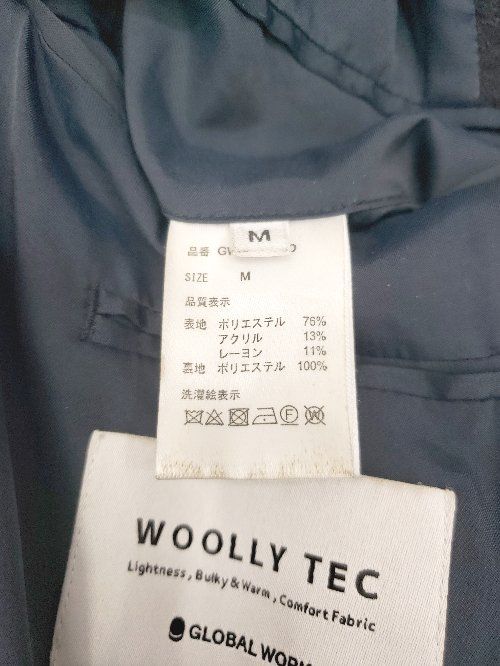 M
品番
SIZE M
品質表示
表地 ポリエステル 76%
アクリル 13%
レーヨン 11%
裏地 ポリエステル 100%
洗濯絵表示
WOOLLY TEC
Lightness, Bulky & Warm, Comfort Fabric
GLOBAL WORK